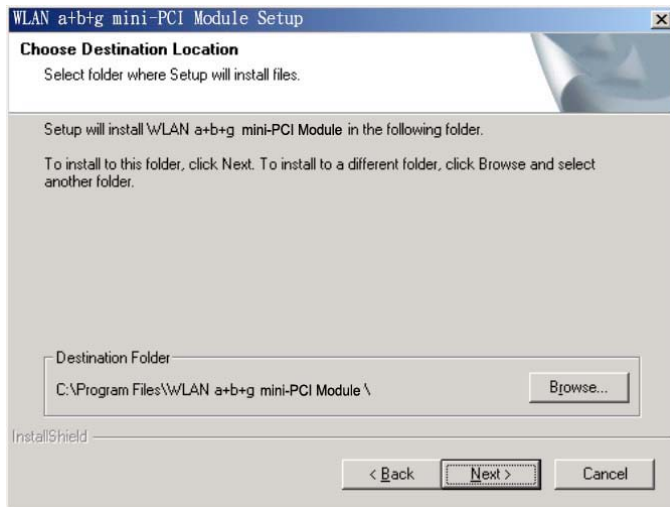 WLAN a+b+g mini-PCI Module Setup
Choose Destination Location
Select folder where Setup will install files.
Setup will install WLAN a+b+g mini-PCI Module in the following folder.
To install to this folder, click Next. To install to a different folder, click Browse and select
another folder.
Destination Folder
C:\Program Files\WLAN a+b+g mini-PCI Module \
Browse...
InstallShield
< Back
Next >
Cancel